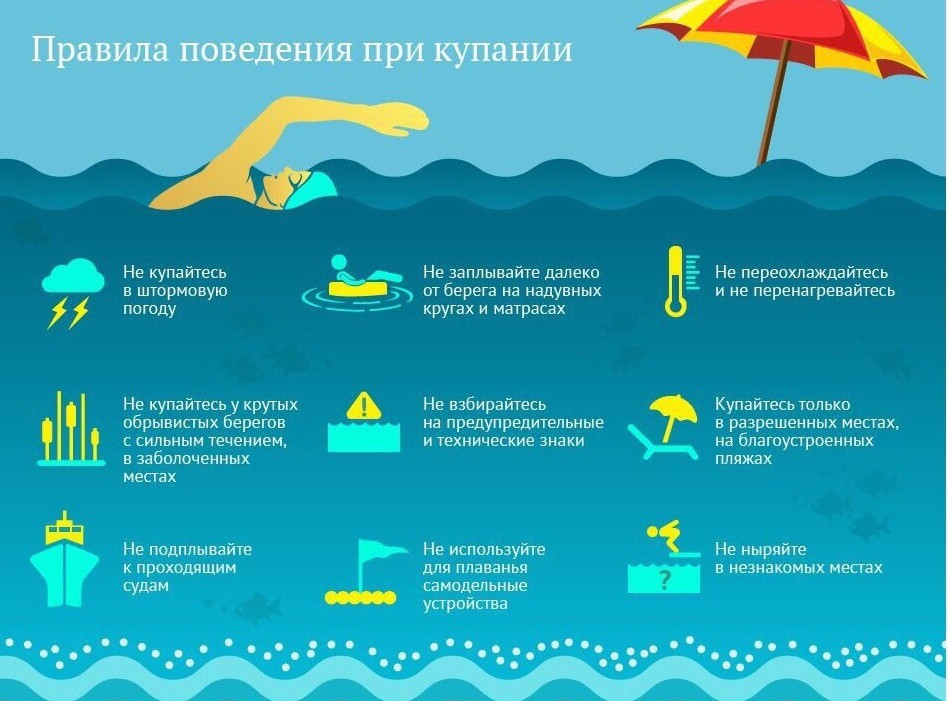 Правила поведения при купании
Не купайтесь
в штормовую
погоду
Не заплывайте далеко
от берега на надувных
кругах и матрасах
Не переохлаждайтесь
и не перенагревайтесь
Не купайтесь у крутых
обрывистых берегов
с сильным течением,
в заболоченных
местах
Не взбирайтесь
на предупредительные
и технические знаки
Купайтесь только
в разрешенных местах,
на благоустроенных
пляжах
Не подплывайте
к проходящим
судам
Не используйте
для плаванья
самодельные
устройства
?
Не ныряйте
в незнакомых местах